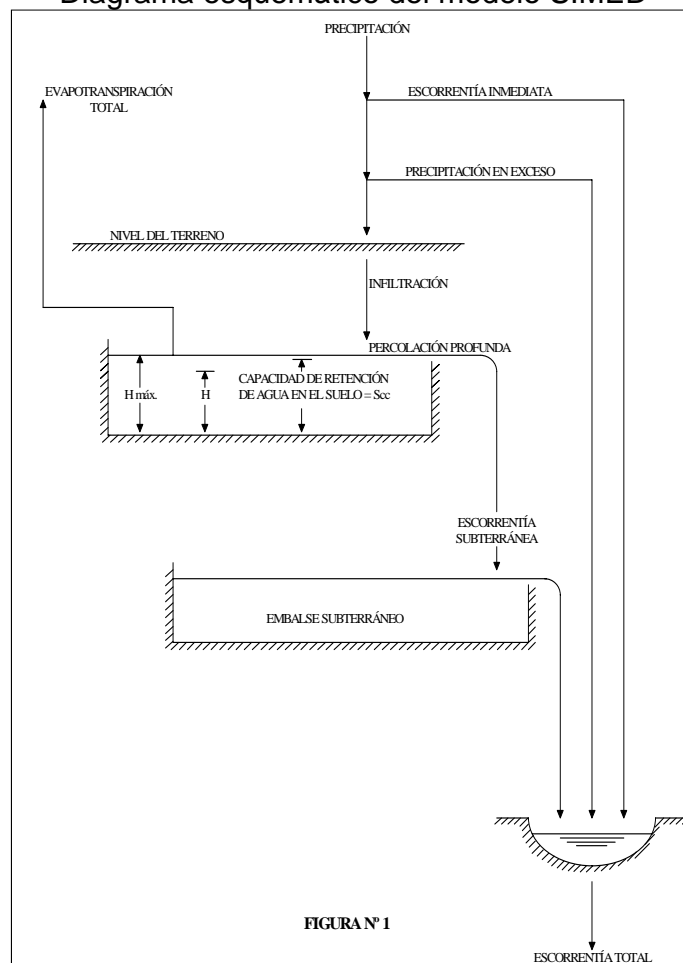 Diagrama esquemático del modelo SIMED
PRECIPITACIÓN
EVAPOTRANSPIRACIÓN
TOTAL
ESCORRENTÍA INMEDIATA
PRECIPITACIÓN EN EXCESO
NIVEL DEL TERRENO
INFILTRACIÓN
PERCOLACIÓN PROFUNDA
H máx.
H
CAPACIDAD DE RETENCIÓN
DE AGUA EN EL SUELO = Scc
ESCORRENTÍA
SUBTERRÁNEA
EMBALSE SUBTERRÁNEO
FIGURA Nº 1
ESCORRENTÍA TOTAL